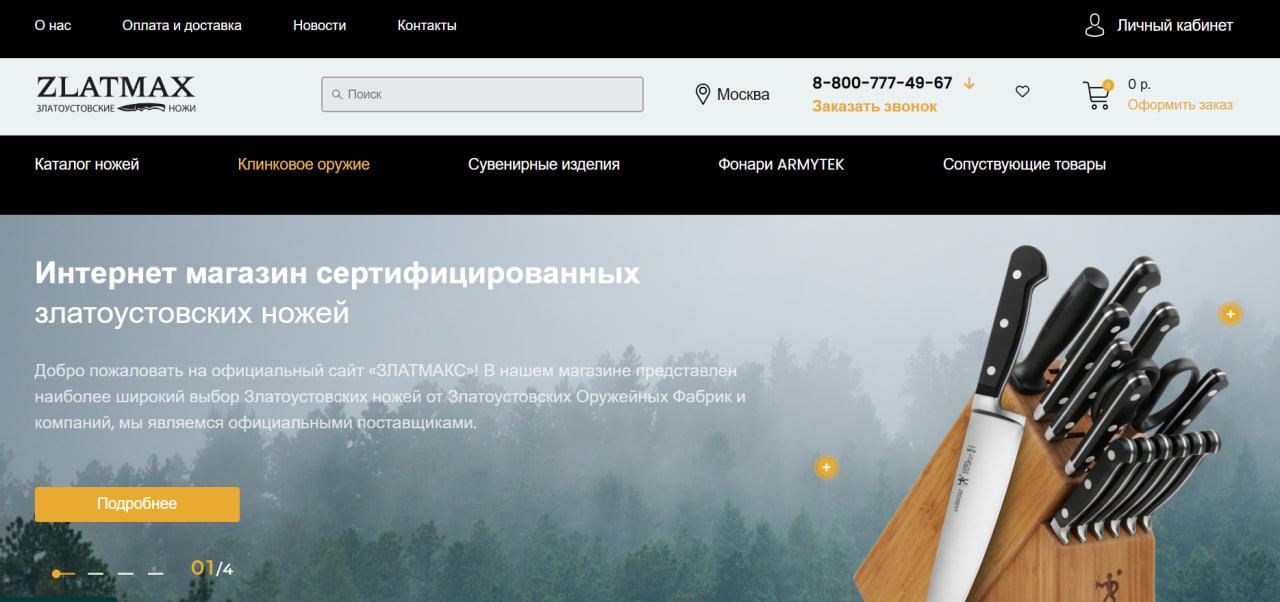 О нас
Оплата и доставка
Новости
Контакты
Личный кабинет
ZLATMAX
ЗЛАТОУСТОВСКИЕ НОЖИ
Поиск
Москва
8-800-777-49-67
Заказать звонок
0
0 р.
Оформить заказ
Каталог ножей
Клинковое оружие
Сувенирные изделия
Фонари ARMYTEK
Сопуствующие товары
Интернет магазин сертифицированных
златоустовских ножей
Добро пожаловать на официальный сайт «ЗЛАТМАКС»! В нашем магазине представлен
наиболее широкий выбор Златоустовских ножей от Златоустовских Оружейных Фабрик и
компаний, мы являемся официальными поставщиками.
Подробнее
01/4